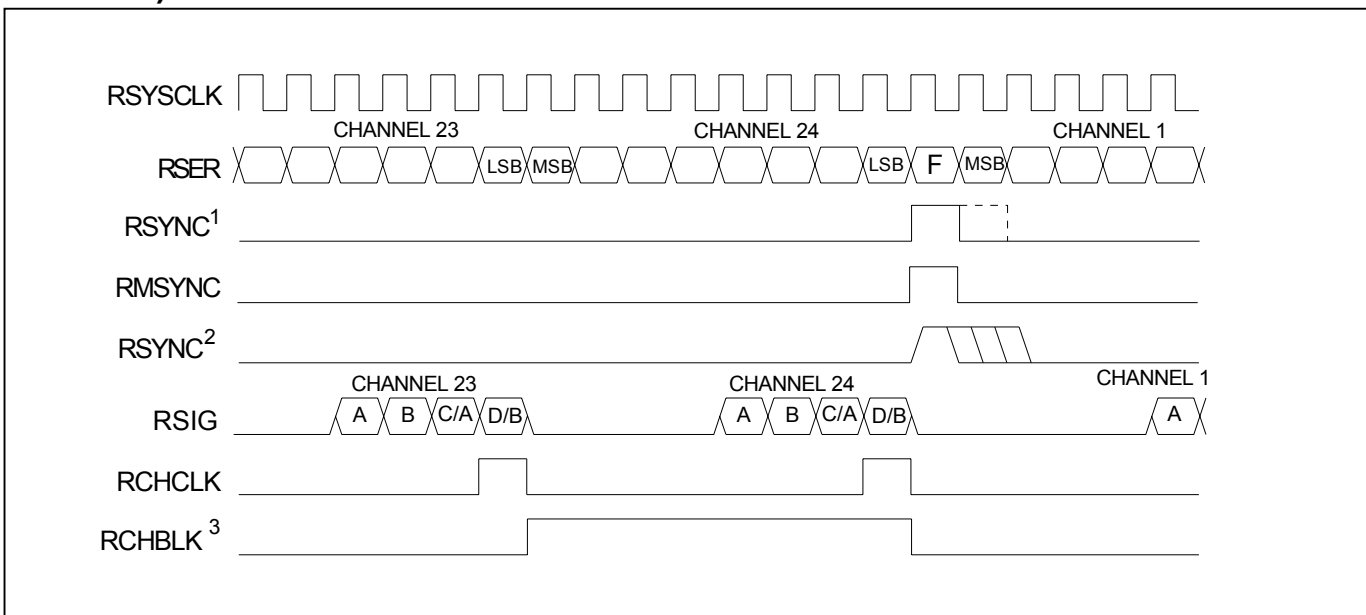 RSYSCLK
CHANNEL 23 CHANNEL 24 CHANNEL 1
RSER LSB MSB LSB F MSB
RSYNC1
RMSYNC
RSYNC2
CHANNEL 23 CHANNEL 24 CHANNEL 1
RSIG A B C/A D/B A B C/A D/B A
RCHCLK
RCHBLK 3